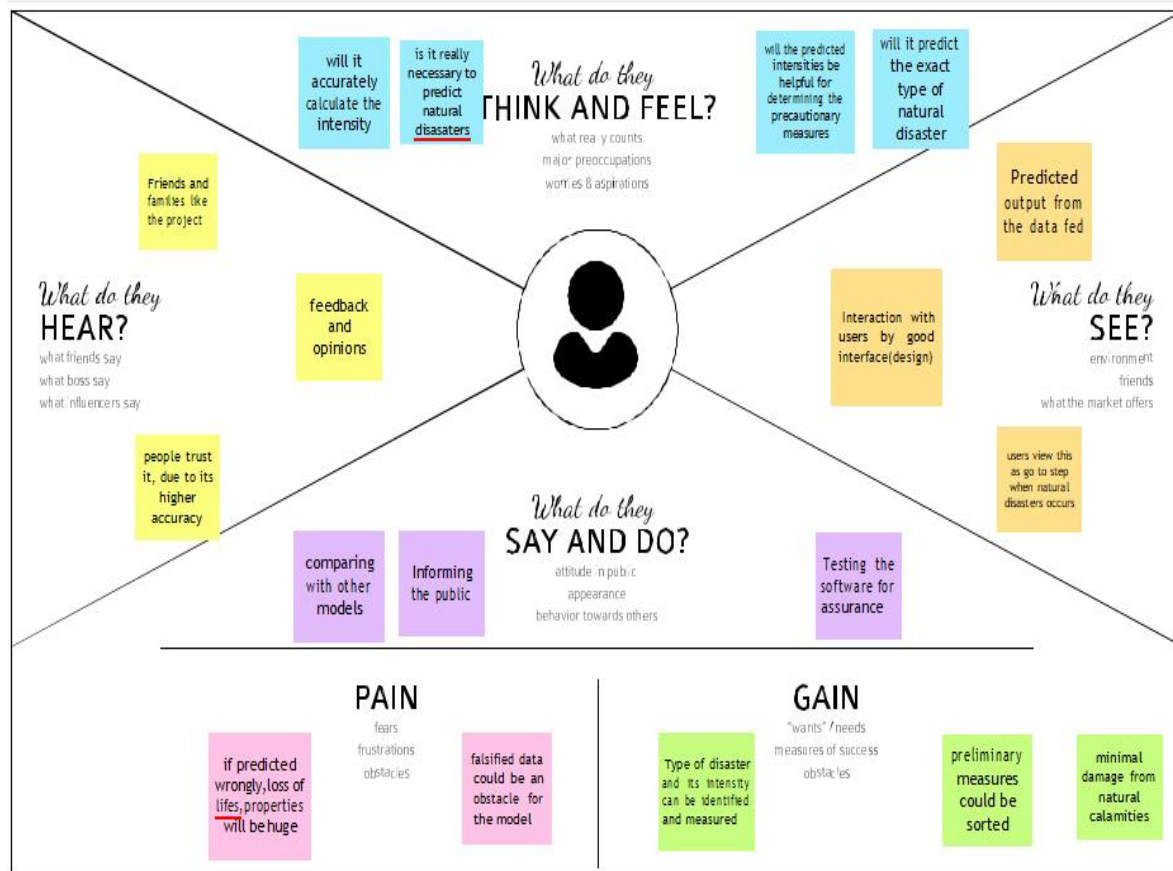 will it
accurately
calculate the
intensity
is it really
necessary to
predict
natural
disasaters
What do they
THINK AND FEEL?
what really counts
major preoccupations
worries & aspirations
will the predicted
intensities be
helpful for
determining the
precautionary
measures
will it predict
the exact
type of
natural
disaster
Friends and
families like
the project
What do they
HEAR?
what friends say
what boss say
what influencers say
feedback
and
opinions
people trust
it, due to its
higher
accuracy
Predicted
output from
the data fed
Interaction with
users by good
interface(design)
What do they
SEE?
environment
friends
what the market offers
users view this
as go to step
when natural
disasters occurs
What do they
SAY AND DO?
attitude in public
appearance
behavior towards others
comparing
with other
models
Informing
the public
Testing the
software for
assurance
PAIN
fears
frustrations
obstacles
if predicted
wrongly,loss of
lifes,properties
will be huge
falsified data
could be an
obstacle for
the model
GAIN
"wants" / needs
measures of success
obstacles
Type of disaster
and its intensity
can be identified
and measured
preliminary
measures
could be
sorted
minimal
damage from
natural
calamities